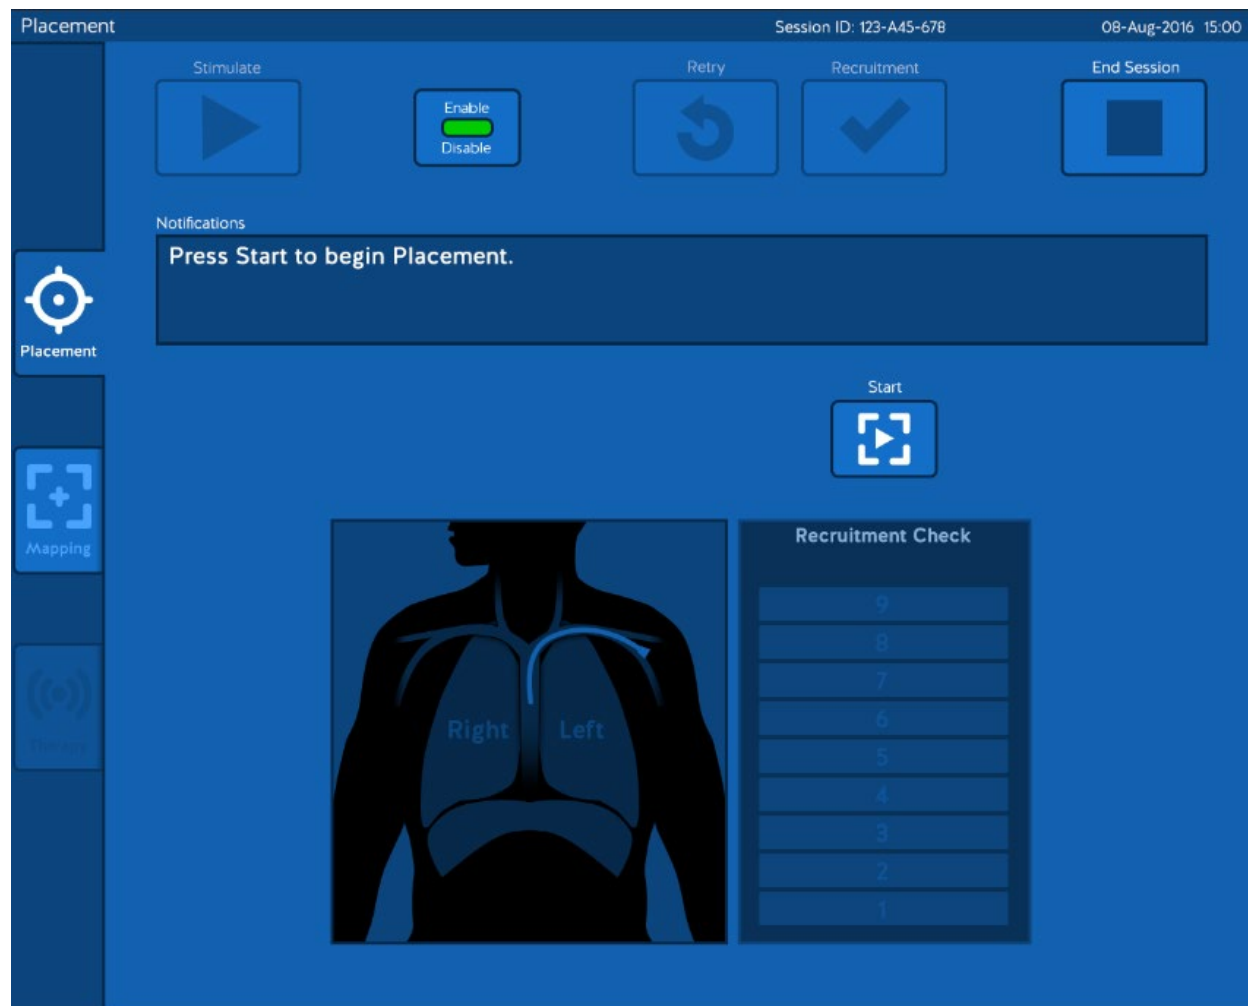 Placement
Session ID: 123-A45-678
08-Aug-2016 15:00
Stimulate
Enable
Disable
Retry
Recruitment
End Session
Notifications
Press Start to begin Placement.
Placement
Mapping
Therapy
Start
Right
Left
Recruitment Check
9
8
7
6
5
4
3
2
1